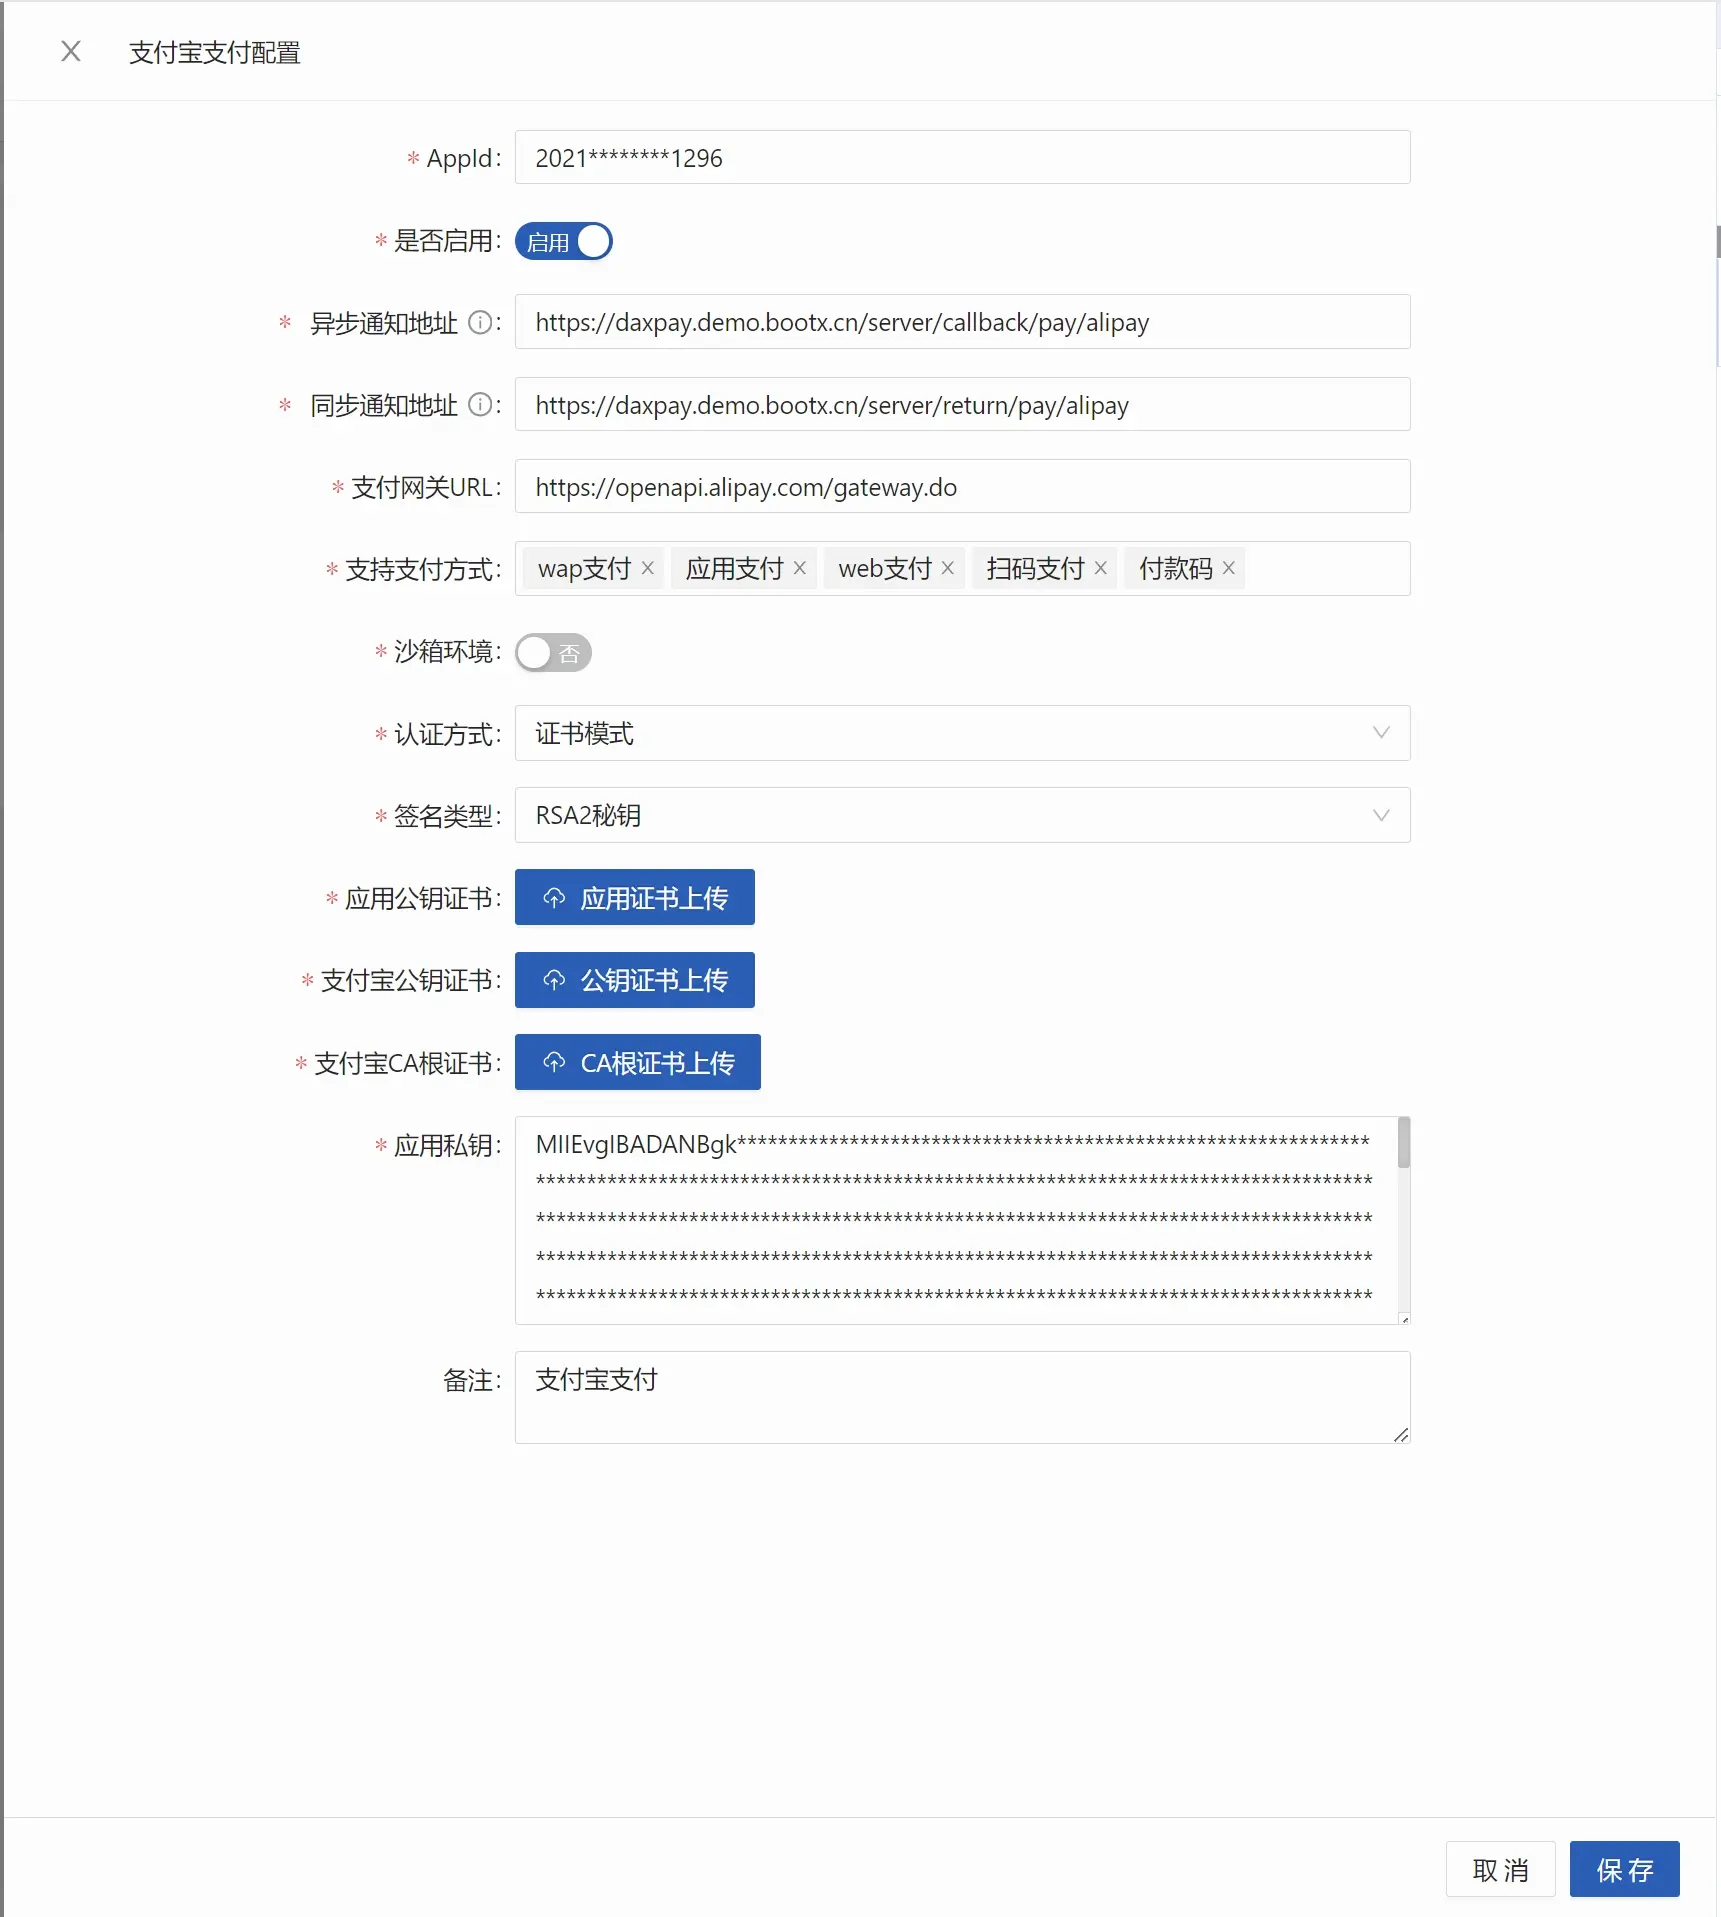 支付宝支付配置
* AppId: 2021********1296
* 是否启用: 启用
* 异步通知地址: https://daxpay.demo.bootx.cn/server/callback/pay/alipay
* 同步通知地址: https://daxpay.demo.bootx.cn/server/return/pay/alipay
* 支付网关URL: https://openapi.alipay.com/gateway.do
* 支持支付方式: wap支付 × 应用支付 × web支付 × 扫码支付 × 付款码 ×
* 沙箱环境: 否
* 认证方式: 证书模式
* 签名类型: RSA2秘钥
* 应用公钥证书: 应用证书上传
* 支付宝公钥证书: 公钥证书上传
* 支付宝CA根证书: CA根证书上传
* 应用私钥: MIIEvgIBADANBgk**************************************************************
**********************************************************************************
**********************************************************************************
**********************************************************************************
**********************************************************************************
备注: 支付宝支付
取消 保存